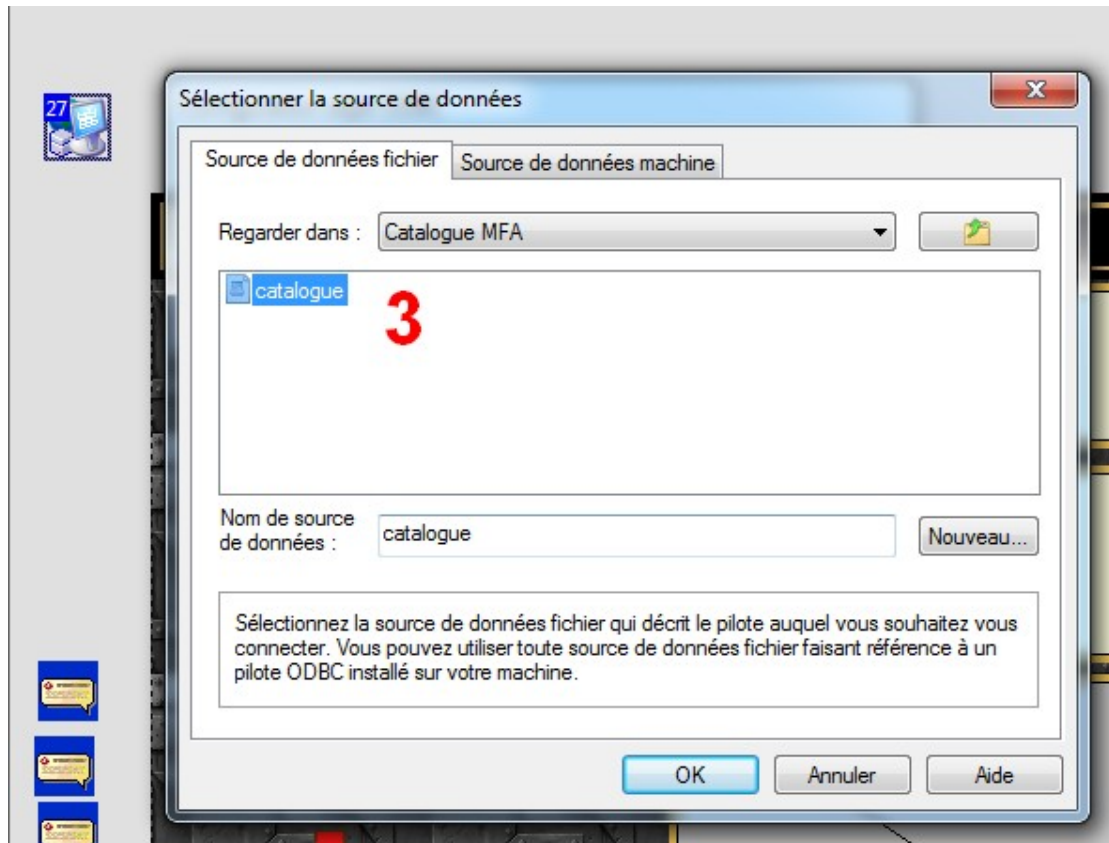 27
Sélectionner la source de données
Source de données fichier
Source de données machine
Regarder dans :
Catalogue MFA
catalogue
3
Nom de source
de données :
catalogue
Nouveau...
Sélectionnez la source de données fichier qui décrit le pilote auquel vous souhaitez vous
connecter. Vous pouvez utiliser toute source de données fichier faisant référence à un
pilote ODBC installé sur votre machine.
OK
Annuler
Aide